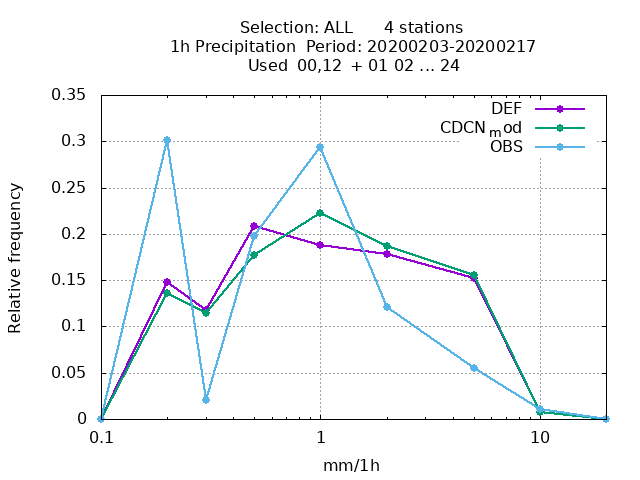 Selection: ALL 4 stations
1h Precipitation Period: 20200203-20200217
Used 00,12 + 01 02 ... 24
0.35
0.3
0.25
0.2
0.15
0.1
0.05
0
Relative frequency
DEF
CDCN_mod
OBS
0.1 1 10
mm/1h